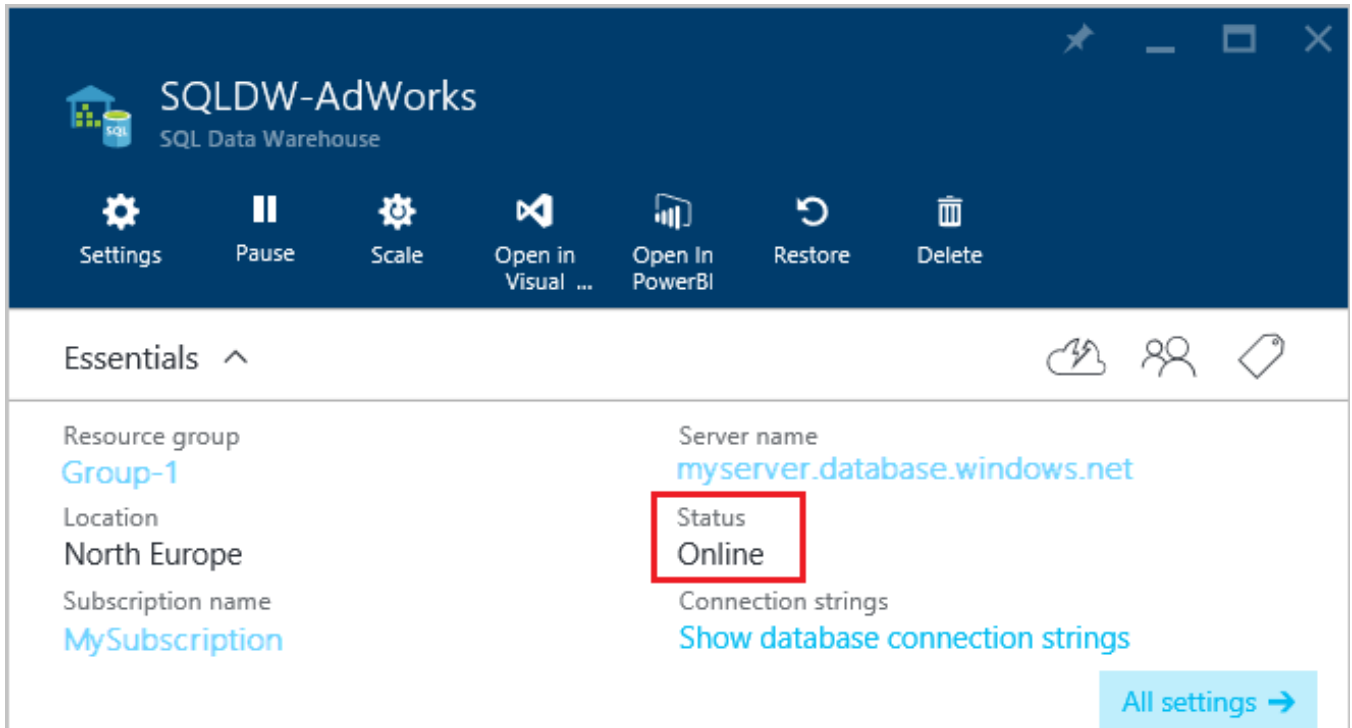 SQLDW-AdWorks
SQL
SQL Data Warehouse
Settings
Pause
Scale
Open in
Visual ...
Open In
PowerBI
Restore
Delete
Essentials
Resource group
Group-1
Server name
myserver.database.windows.net
Location
North Europe
Status
Online
Subscription name
MySubscription
Connection strings
Show database connection strings
All settings →